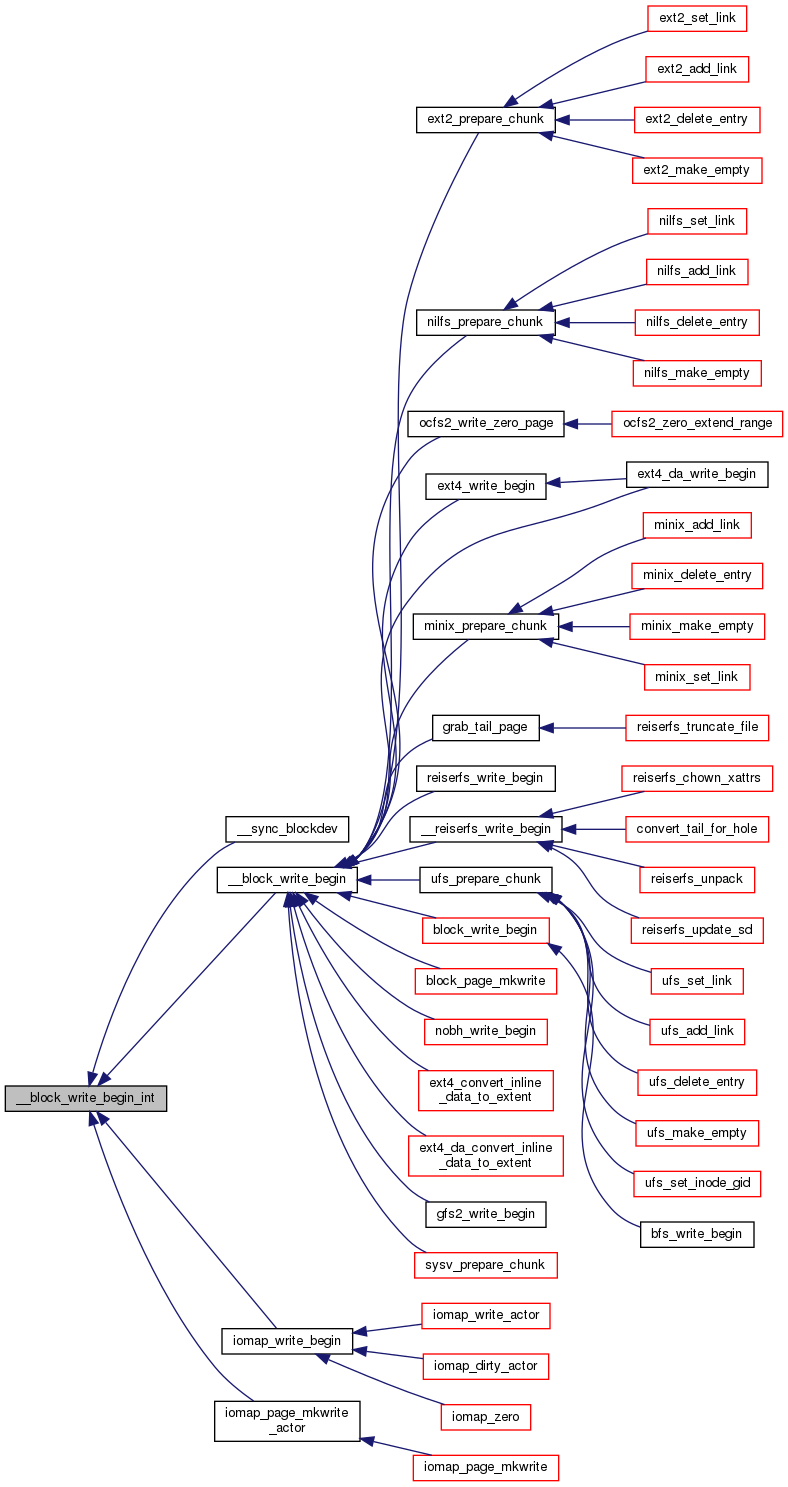 ext2_set_link
ext2_add_link
ext2_prepare_chunk
ext2_delete_entry
ext2_make_empty
nilfs_set_link
nilfs_add_link
nilfs_prepare_chunk
nilfs_delete_entry
nilfs_make_empty
ocfs2_write_zero_page
ocfs2_zero_extend_range
ext4_write_begin
ext4_da_write_begin
minix_add_link
minix_delete_entry
minix_prepare_chunk
minix_make_empty
minix_set_link
grab_tail_page
reiserfs_truncate_file
reiserfs_write_begin
reiserfs_chown_xattrs
__sync_blockdev
__reiserfs_write_begin
convert_tail_for_hole
__block_write_begin
ufs_prepare_chunk
reiserfs_unpack
block_write_begin
reiserfs_update_sd
block_page_mkwrite
ufs_set_link
nobh_write_begin
ufs_add_link
ext4_convert_inline
_data_to_extent
ufs_delete_entry
__block_write_begin_int
ufs_make_empty
ext4_da_convert_inline
_data_to_extent
ufs_set_inode_gid
gfs2_write_begin
bfs_write_begin
sysv_prepare_chunk
iomap_write_actor
iomap_write_begin
iomap_dirty_actor
iomap_zero
iomap_page_mkwrite
_actor
iomap_page_mkwrite